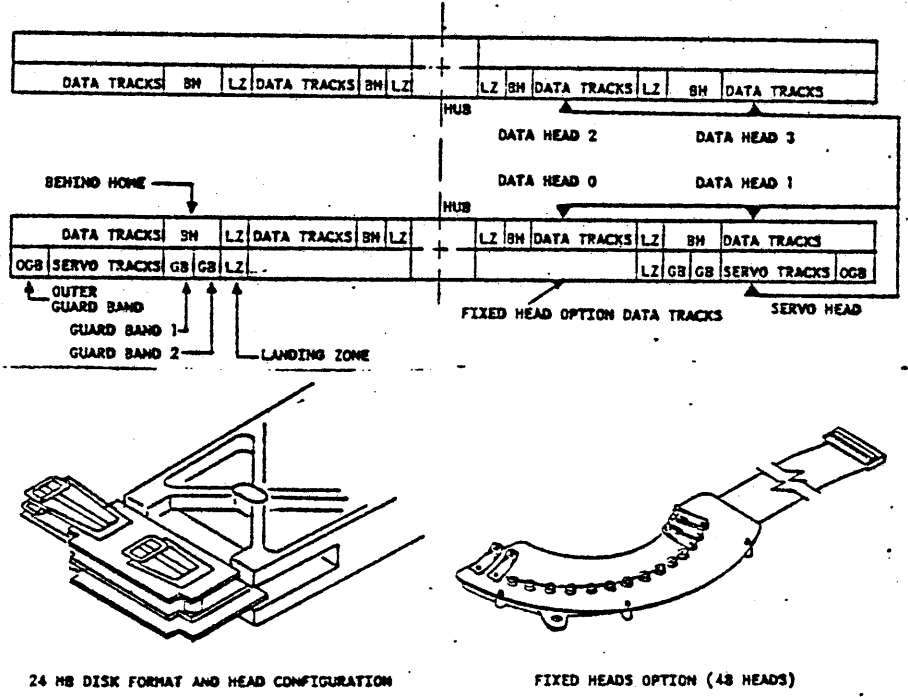 DATA TRACKS BH LZ DATA TRACKS BH LZ LZ BH DATA TRACKS LZ BH DATA TRACKS
HUB
DATA HEAD 2 DATA HEAD 3
BEHIND HOME DATA HEAD 0 DATA HEAD 1
HUB
DATA TRACKS BH LZ DATA TRACKS BH LZ LZ BH DATA TRACKS LZ BH DATA TRACKS
OGB SERVO TRACKS GB GB LZ LZ GB GB SERVO TRACKS OGB
OUTER
GUARD BAND
FIXED HEAD OPTION DATA TRACKS
SERVO HEAD
GUARD BAND 1
GUARD BAND 2
LANDING ZONE
24 MB DISK FORMAT AND HEAD CONFIGURATION
FIXED HEADS OPTION (48 HEADS)